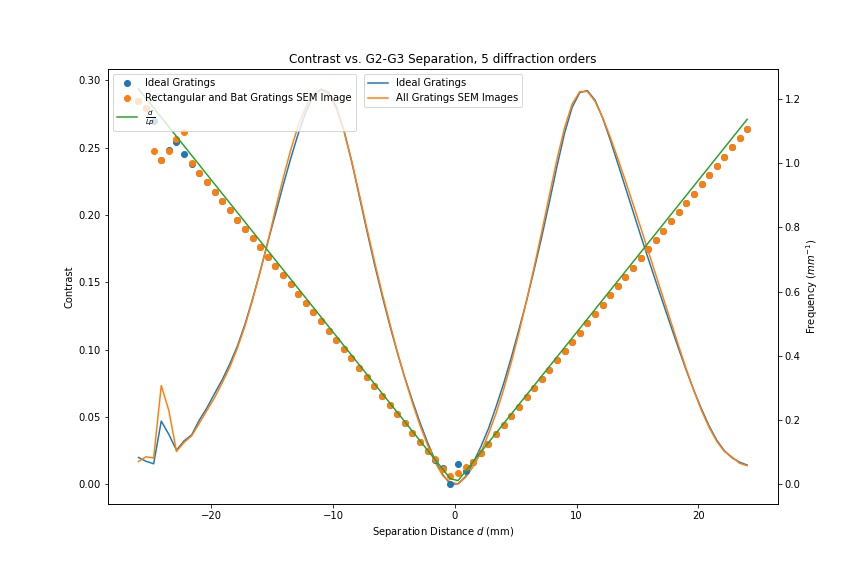 Contrast vs. G2-G3 Separation, 5 diffraction orders
Ideal Gratings
Rectangular and Bat Gratings SEM Image
d/Lp
Ideal Gratings
All Gratings SEM Images
0.30
0.25
0.20
0.15
0.10
0.05
0.00
Contrast
1.2
1.0
0.8
0.6
0.4
0.2
0.0
Frequency (mm⁻¹)
−20
−10
0
10
20
Separation Distance d (mm)